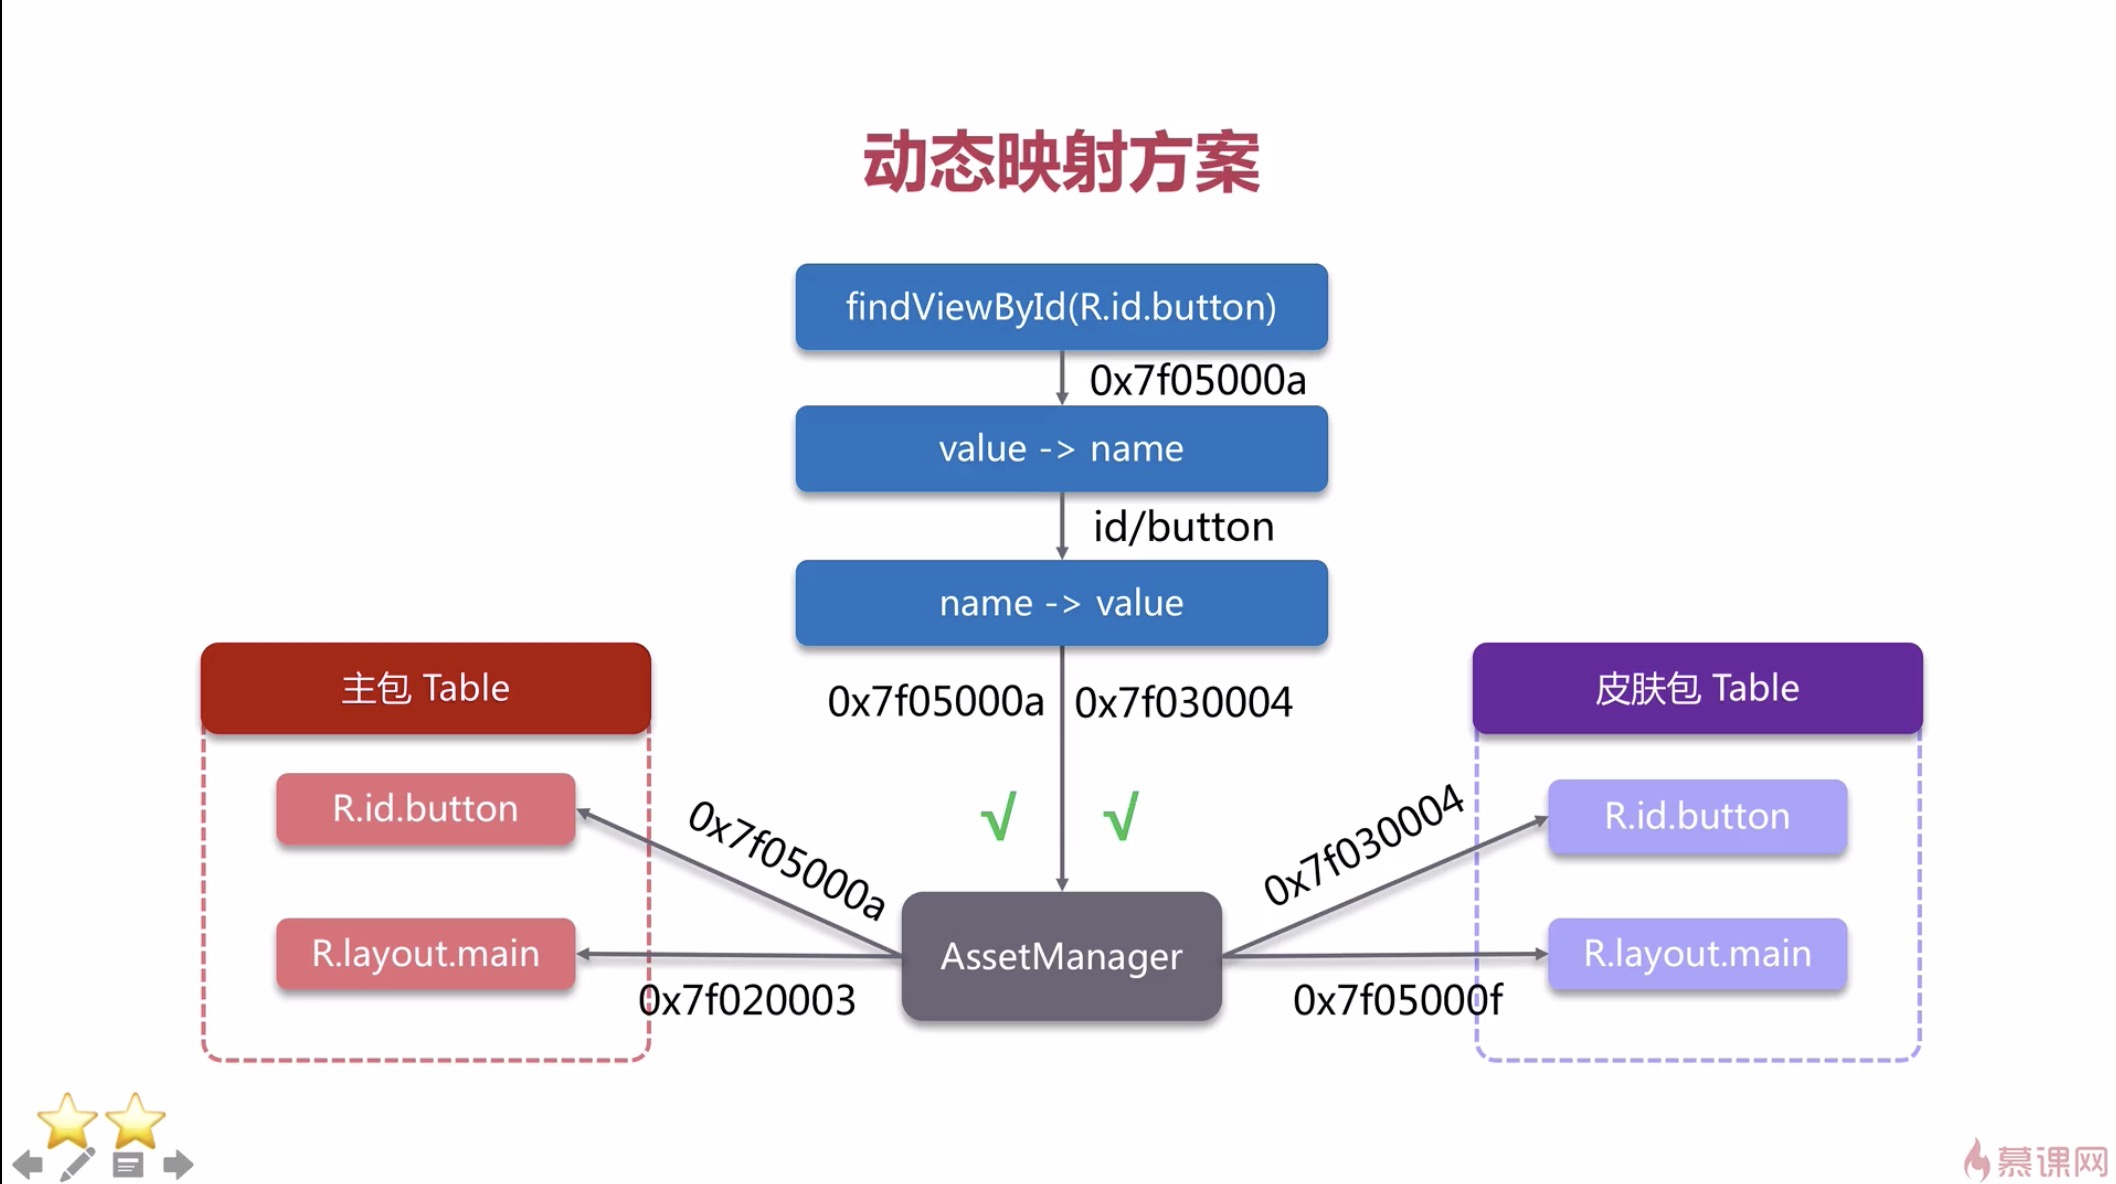 动态映射方案
findViewById(R.id.button)
0x7f05000a
value -> name
id/button
name -> value
主包 Table
皮肤包 Table
0x7f05000a
0x7f030004
R.id.button
R.id.button
√
√
0x7f05000a
0x7f030004
R.layout.main
AssetManager
R.layout.main
0x7f020003
0x7f05000f
慕课网